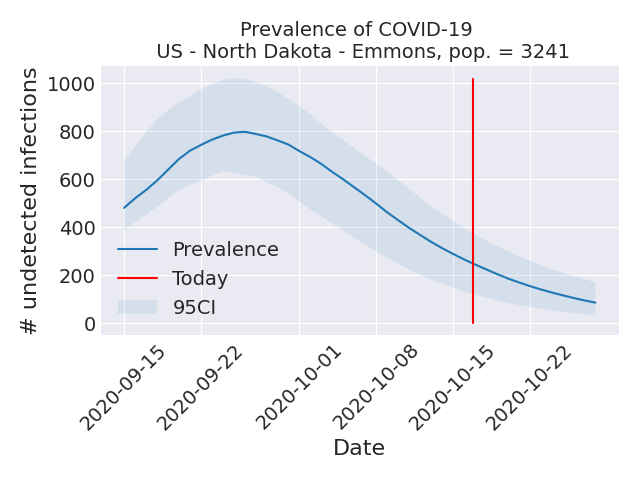 Prevalence of COVID-19
US - North Dakota - Emmons, pop. = 3241
# undetected infections
1000
800
600
400
200
0
Prevalence
Today
95CI
2020-09-15
2020-09-22
2020-10-01
2020-10-08
2020-10-15
2020-10-22
Date